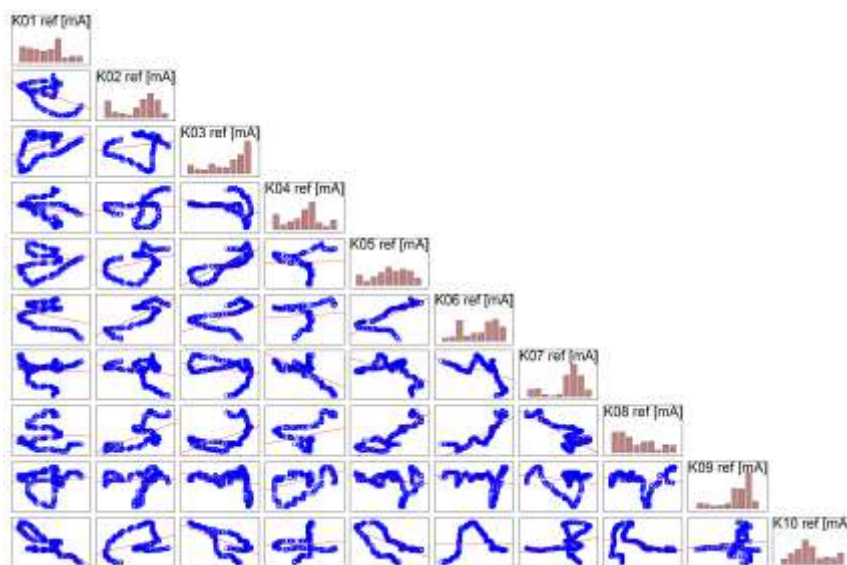 K01 ref [mA]
K02 ref [mA]
K03 ref [mA]
K04 ref [mA]
K05 ref [mA]
K06 ref [mA]
K07 ref [mA]
K08 ref [mA]
K09 ref [mA]
K10 ref [mA]